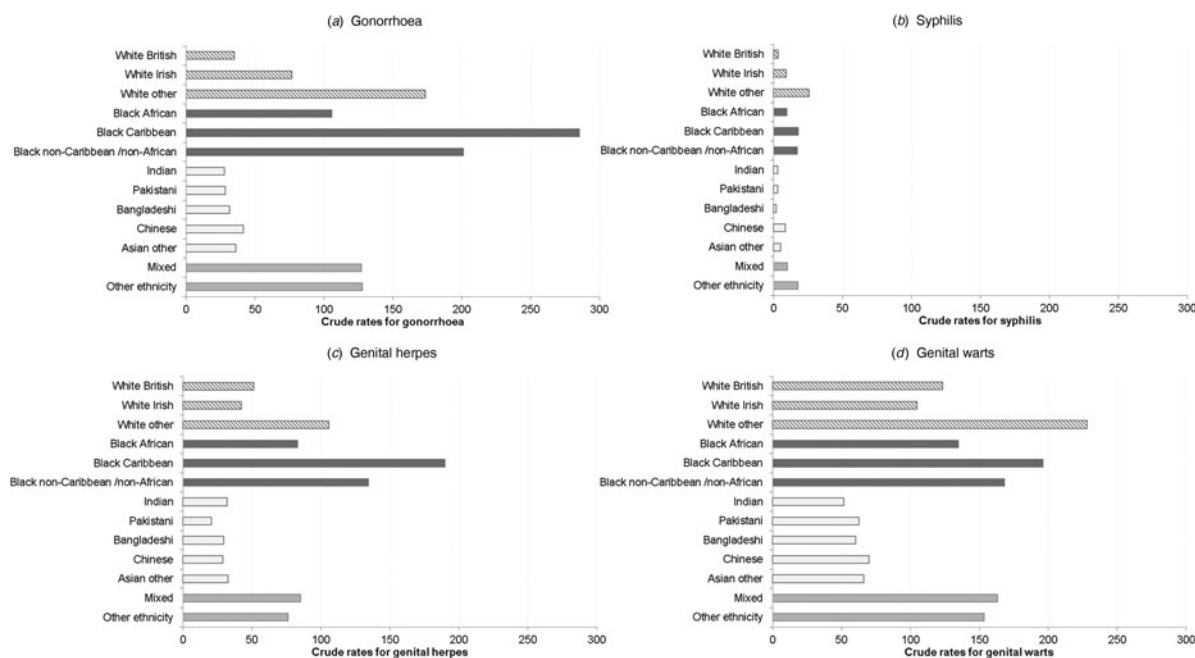 (a) Gonorrhoea
White British
White Irish
White other
Black African
Black Caribbean
Black non-Caribbean /non-African
Indian
Pakistani
Bangladeshi
Chinese
Asian other
Mixed
Other ethnicity
0 50 100 150 200 250 300
Crude rates for gonorrhoea
(b) Syphilis
White British
White Irish
White other
Black African
Black Caribbean
Black non-Caribbean /non-African
Indian
Pakistani
Bangladeshi
Chinese
Asian other
Mixed
Other ethnicity
0 50 100 150 200 250 300
Crude rates for syphilis
(c) Genital herpes
White British
White Irish
White other
Black African
Black Caribbean
Black non-Caribbean /non-African
Indian
Pakistani
Bangladeshi
Chinese
Asian other
Mixed
Other ethnicity
0 50 100 150 200 250 300
Crude rates for genital herpes
(d) Genital warts
White British
White Irish
White other
Black African
Black Caribbean
Black non-Caribbean /non-African
Indian
Pakistani
Bangladeshi
Chinese
Asian other
Mixed
Other ethnicity
0 50 100 150 200 250 300
Crude rates for genital warts